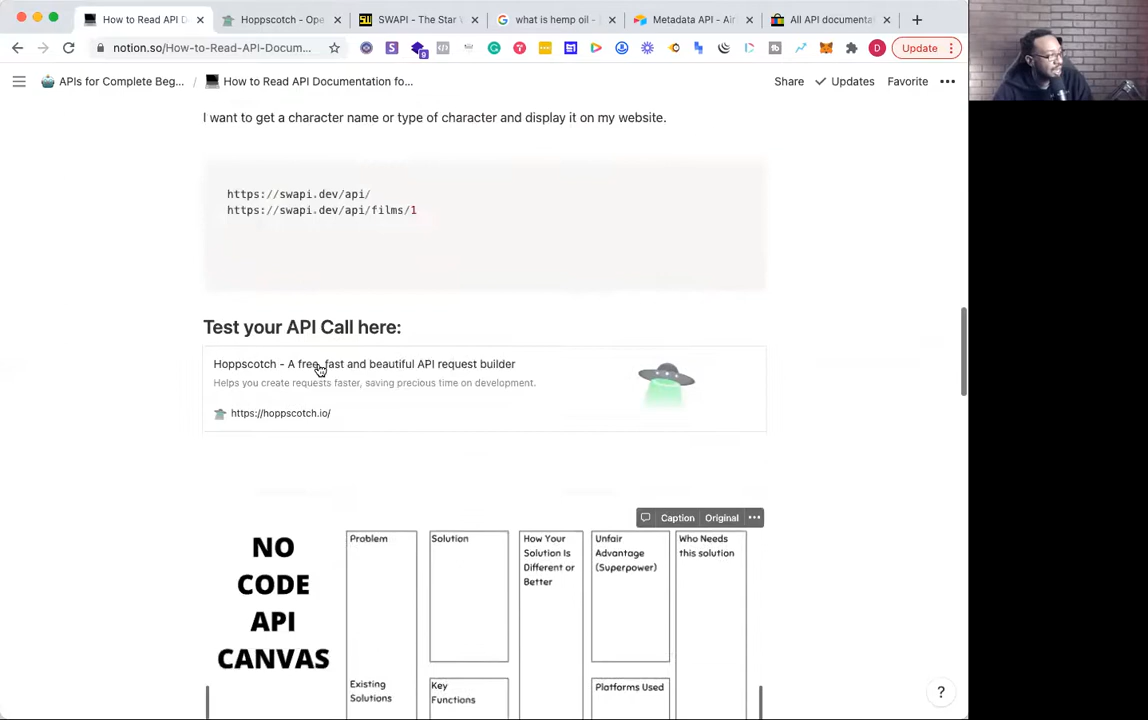 How to Read API D
Hoppscotch - Ope
SWAPI - The Star
what is hemp oil -
Metadata API - Air
All API documenta
notion.so/How-to-Read-API-Docum...
9
D
Update
APIs for Complete Beg...
/
How to Read API Documentation fo...
Share
Updates
Favorite
I want to get a character name or type of character and display it on my website.
https://swapi.dev/api/
https://swapi.dev/api/films/1
Test your API Call here:
Hoppscotch - A free, fast and beautiful API request builder
Helps you create requests faster, saving precious time on development.
https://hoppscotch.io/
Caption
Original
NO
CODE
API
CANVAS
Problem
Existing
Solutions
Solution
Key
Functions
How Your
Solution Is
Different or
Better
Unfair
Advantage
(Superpower)
Platforms Used
Who Needs
this solution
?